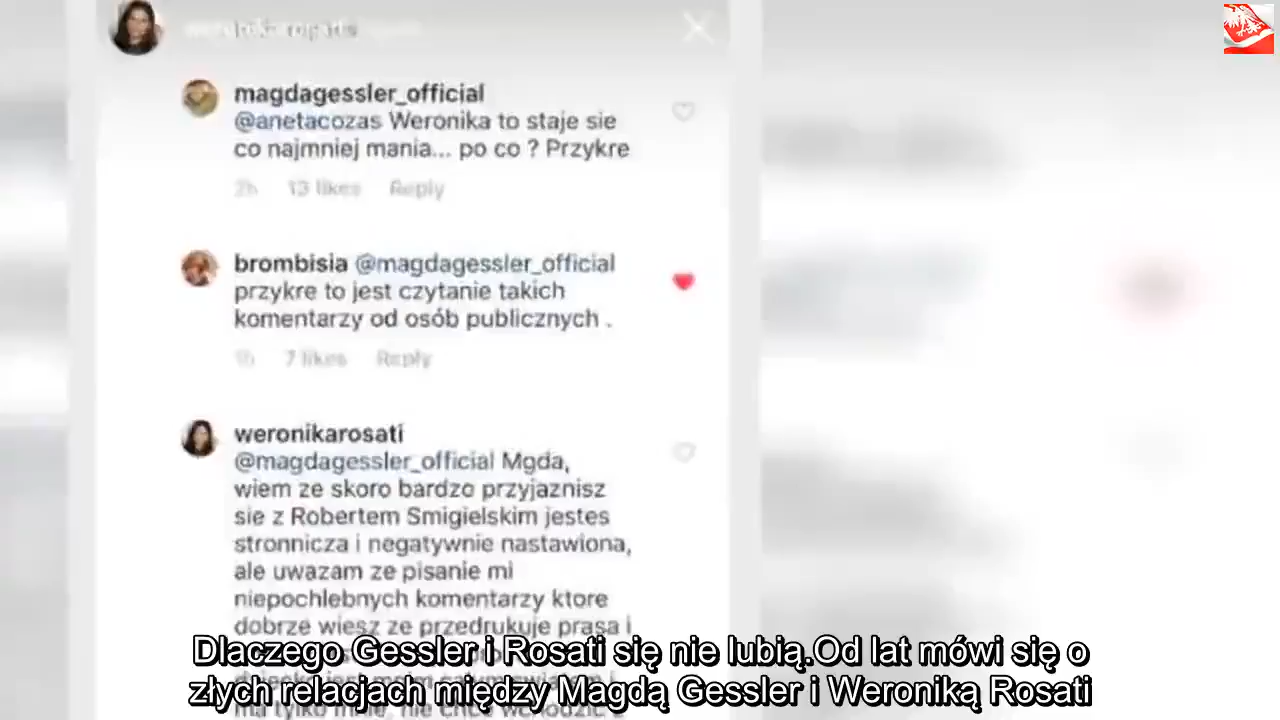 magdagessler_official
@anetacozas Weronika to staje sie
co najmniej mania... po co ? Przykre
2h 13 likes Reply
brombisia @magdagessler_official
przykre to jest czytanie takich
komentarzy od osób publicznych .
1h 7 likes Reply
weronikarosati
@magdagessler_official Mgda,
wiem ze skoro bardzo przyjaznisz
sie z Robertem Smigielskim jestes
stronnicza i negatywnie nastawiona,
ale uwazam ze pisanie mi
niepochlebnych komentarzy ktore
dobrze wiesz ze przedrukuje prasa i
Dlaczego Gessler i Rosati się nie lubią.Od lat mówi się o
złych relacjach między Magdą Gessler i Weroniką Rosati